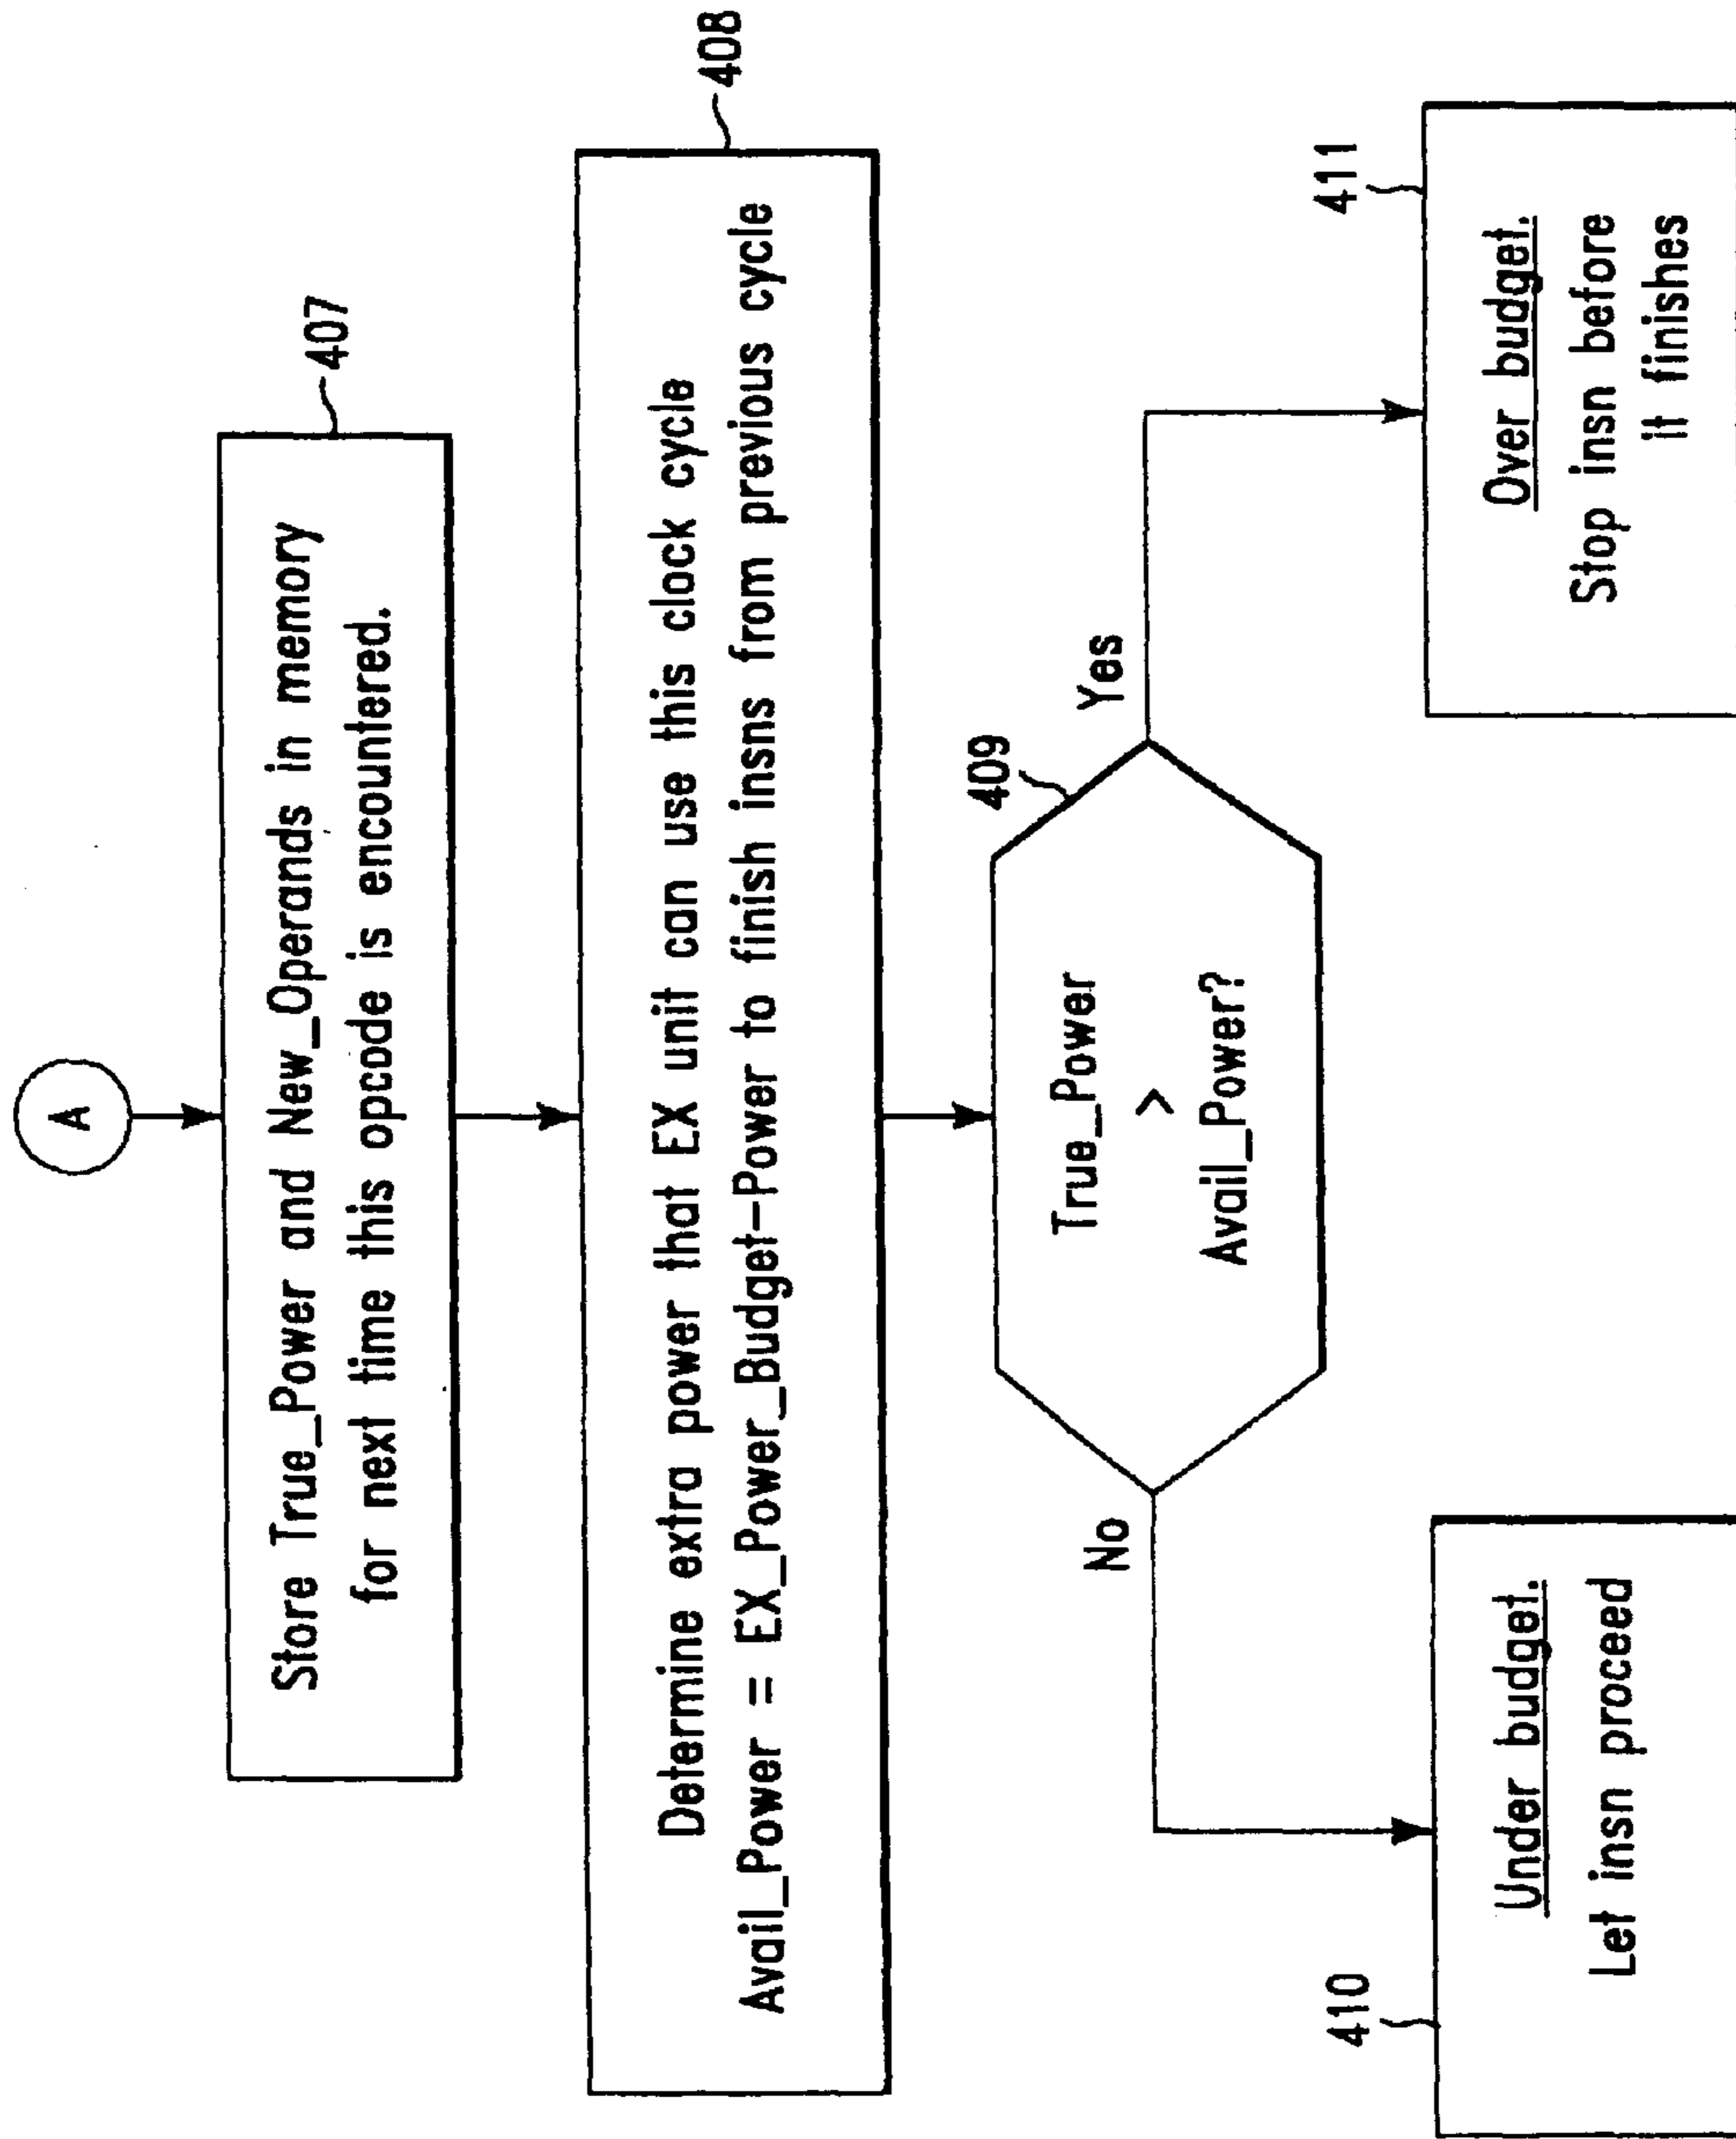 A
407
Store True_Power and New_Operands in memory
for next time this opcode is encountered.
408
Determine extra power that EX unit can use this clock cycle
Avail_Power = EX_Power_Budget-Power to finish insns from previous cycle
409
True_Power
>
Avail_Power?
No
Yes
410
Under budget.
Let insn proceed
411
Over budget.
Stop insn before
it finishes